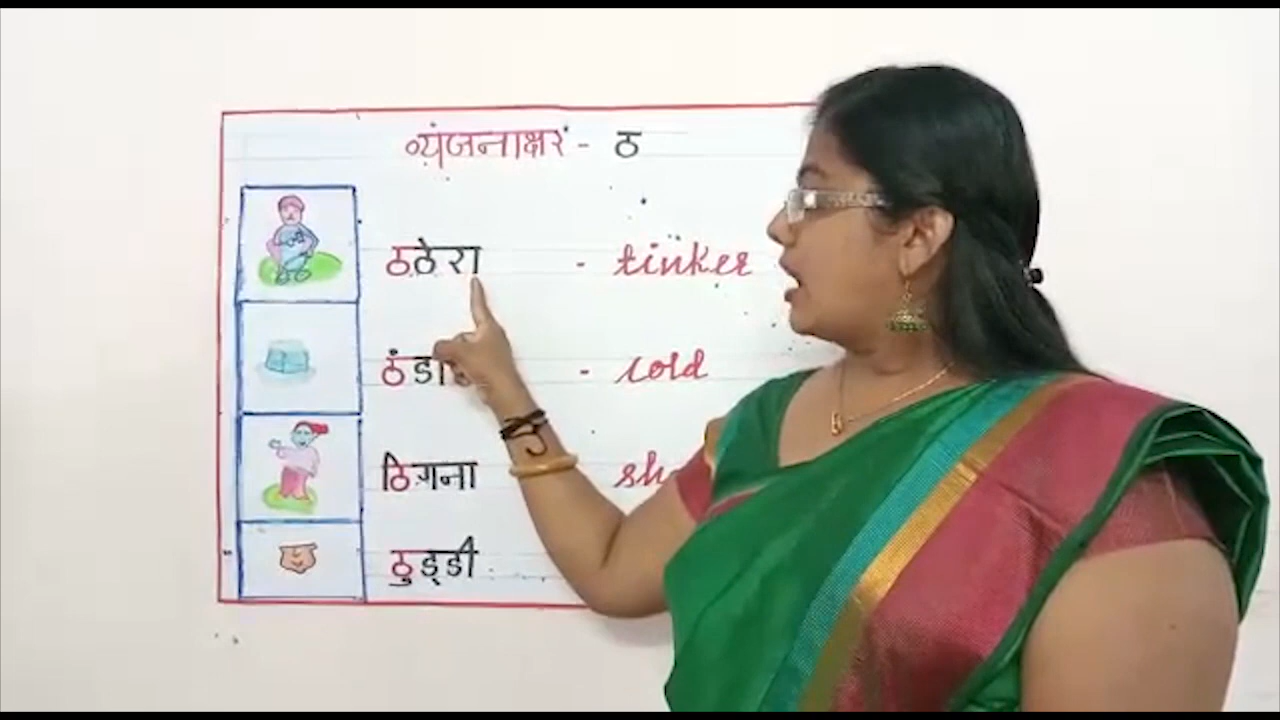 व्यंजनाक्षर - ठ
ठठेरा - tinker
ठंडा - cold
ठिगना
ठुड्डी